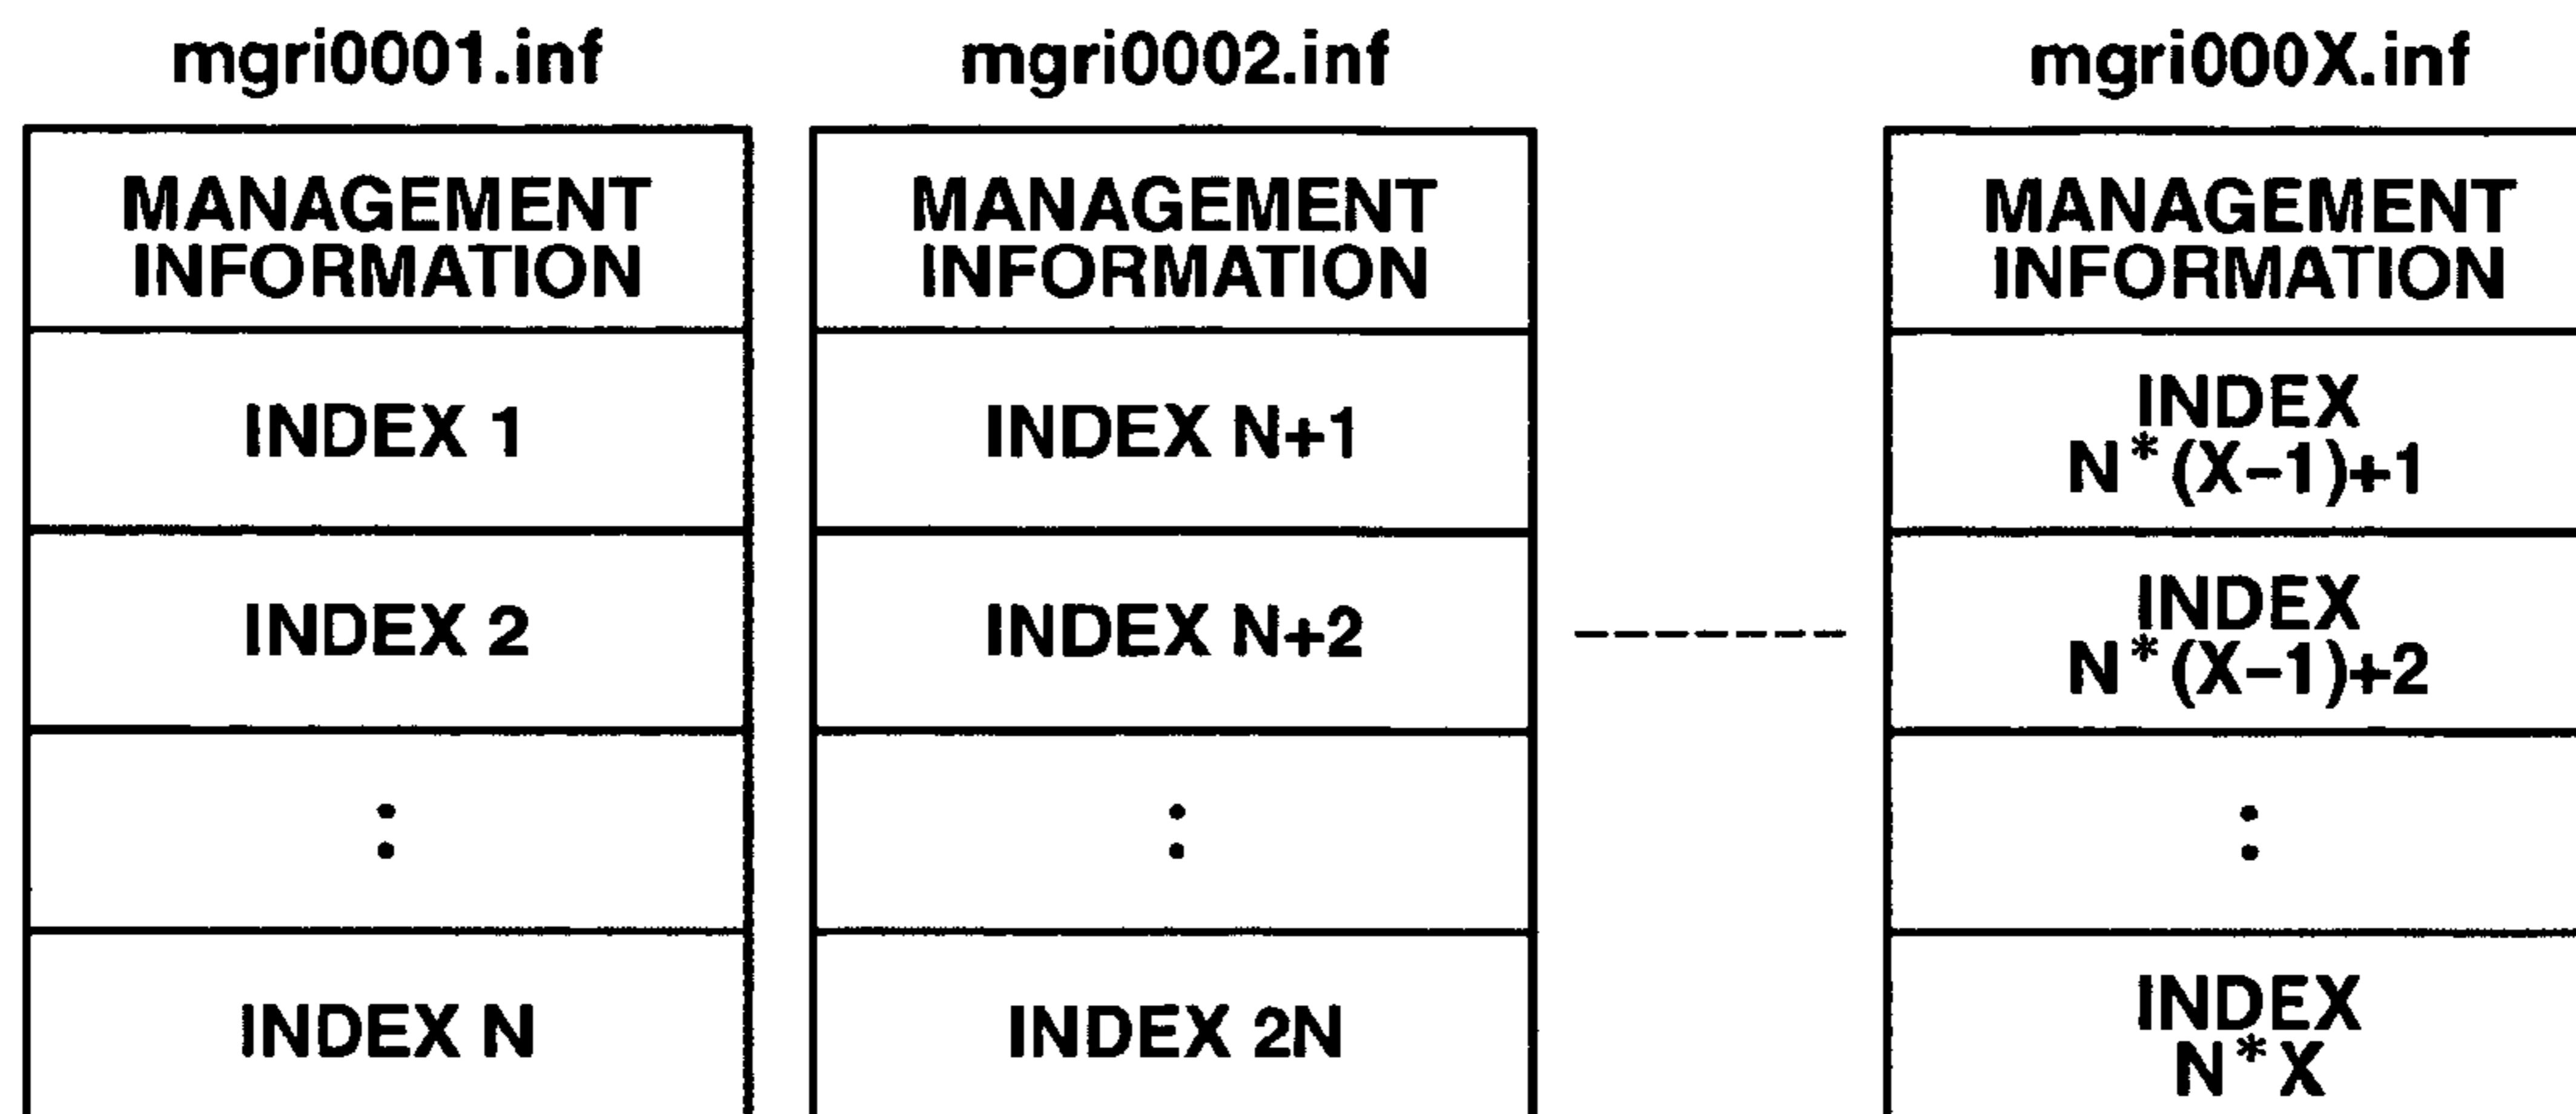 mgri0001.inf
MANAGEMENT
INFORMATION
INDEX 1
INDEX 2
:
INDEX N
mgri0002.inf
MANAGEMENT
INFORMATION
INDEX N+1
INDEX N+2
:
INDEX 2N
mgri000X.inf
MANAGEMENT
INFORMATION
INDEX
N*(X–1)+1
INDEX
N*(X–1)+2
:
INDEX
N*X